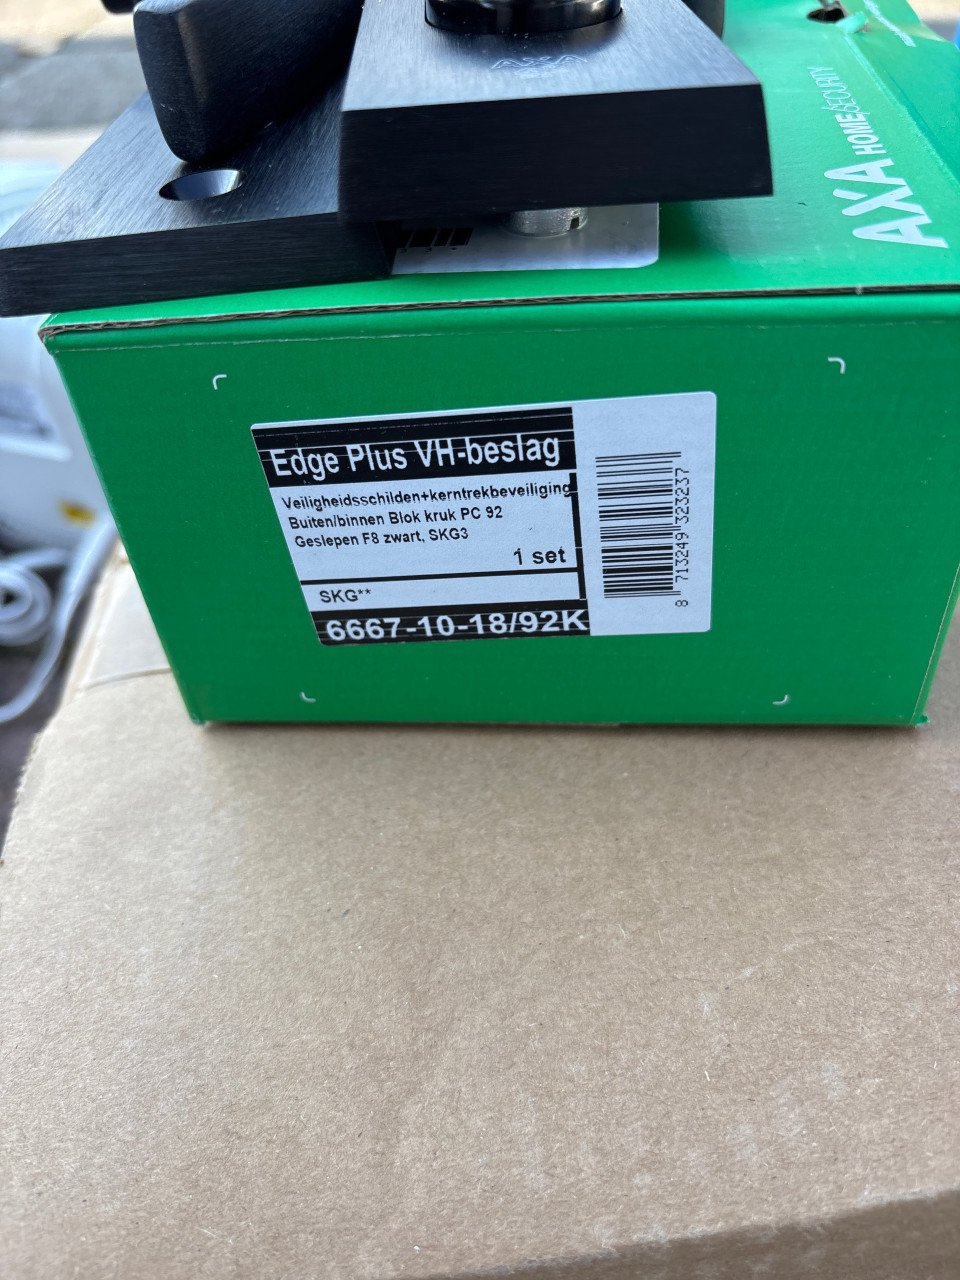 AXA
AXA HOME SECURITY
Edge Plus VH-beslag
Veiligheidsschilden+kerntrekbeveiliging
Buiten/binnen Blok kruk PC 92
Geslepen F8 zwart, SKG3
1 set
SKG**
6667-10-18/92K
8 713249 323237